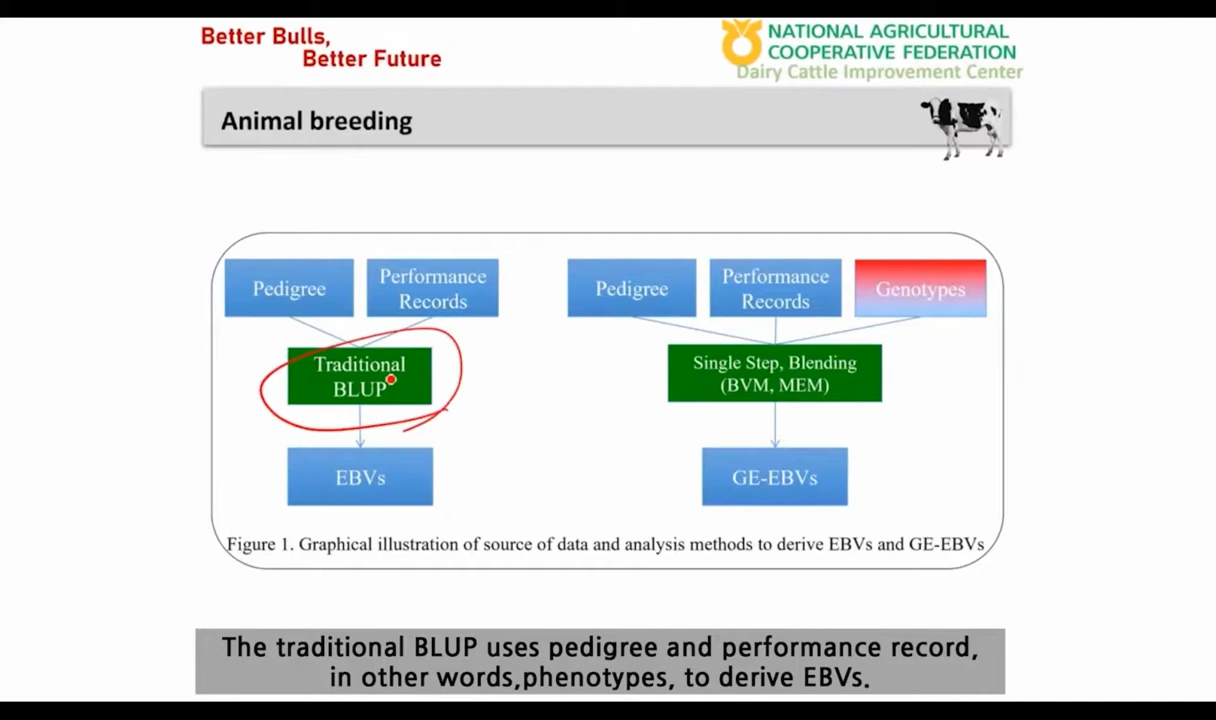 Better Bulls,
Better Future
NATIONAL AGRICULTURAL
COOPERATIVE FEDERATION
Dairy Cattle Improvement Center
Animal breeding
Pedigree
Performance
Records
Traditional
BLUP
EBVs
Pedigree
Performance
Records
Genotypes
Single Step, Blending
(BVM, MEM)
GE-EBVs
Figure 1. Graphical illustration of source of data and analysis methods to derive EBVs and GE-EBVs
The traditional BLUP uses pedigree and performance record,
in other words,phenotypes, to derive EBVs.